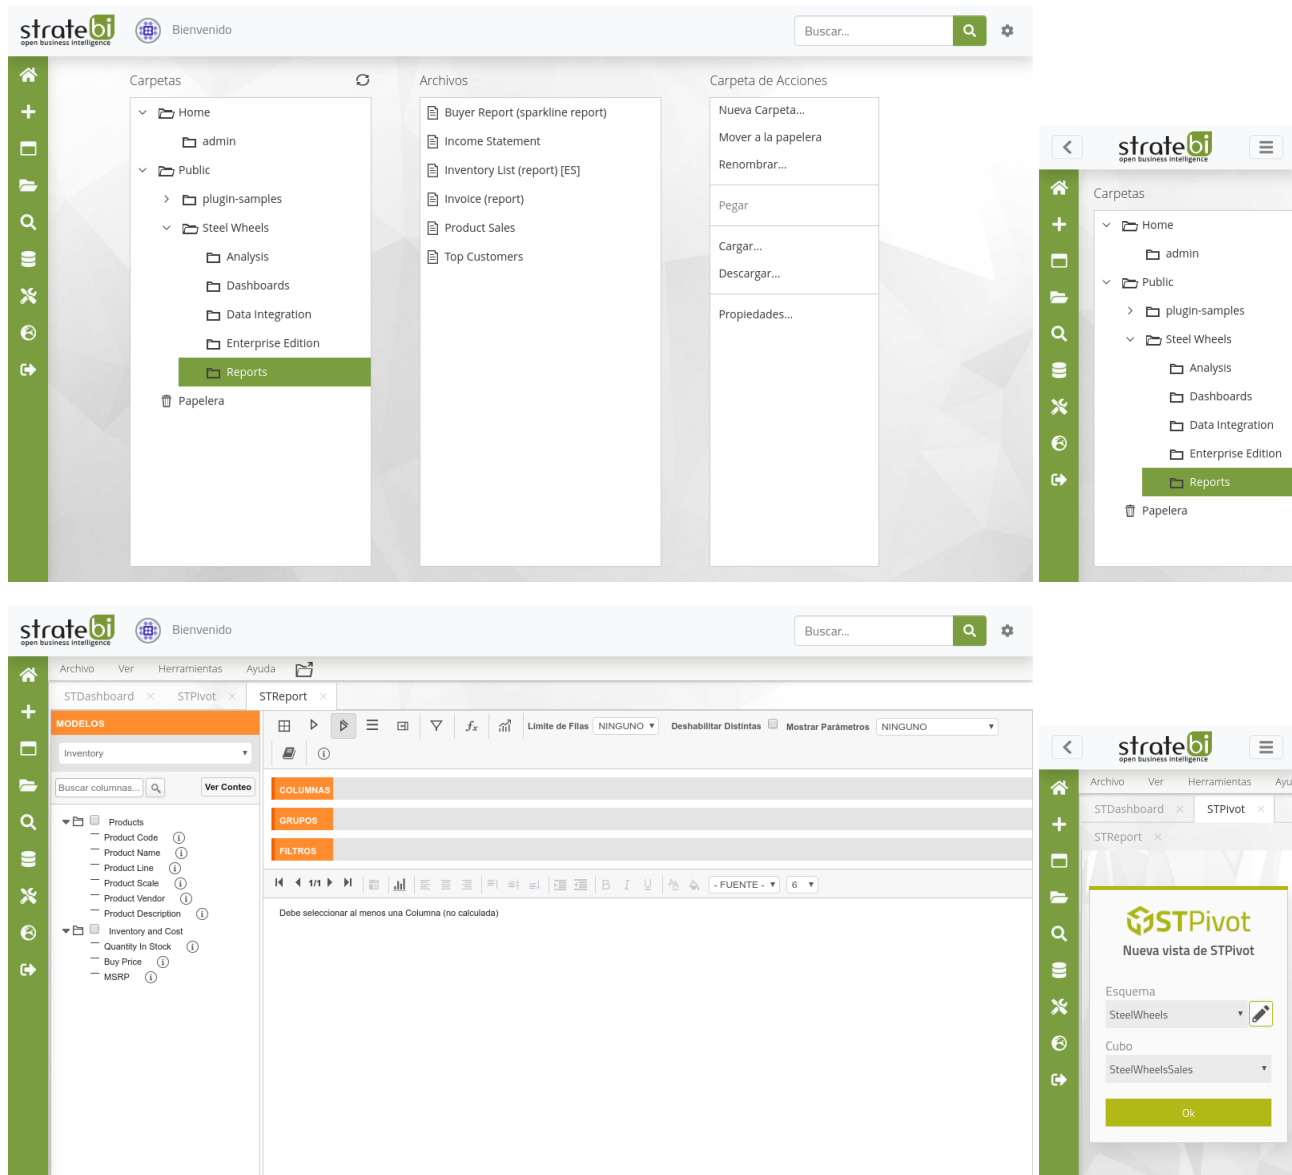 stratebi
open business intelligence
Bienvenido
Buscar...
Carpetas
Home
admin
Public
plugin-samples
Steel Wheels
Analysis
Dashboards
Data Integration
Enterprise Edition
Reports
Papelera
Archivos
Buyer Report (sparkline report)
Income Statement
Inventory List (report) [ES]
Invoice (report)
Product Sales
Top Customers
Carpeta de Acciones
Nueva Carpeta...
Mover a la papelera
Renombrar...
Pegar
Cargar...
Descargar...
Propiedades...
stratebi
open business intelligence
Carpetas
Home
admin
Public
plugin-samples
Steel Wheels
Analysis
Dashboards
Data Integration
Enterprise Edition
Reports
Papelera
stratebi
open business intelligence
Bienvenido
Buscar...
Archivo Ver Herramientas Ayuda
STDashboard × STPivot × STReport ×
MODELOS
Inventory
Buscar columnas... Ver Conteo
Products
Product Code
Product Name
Product Line
Product Scale
Product Vendor
Product Description
Inventory and Cost
Quantity In Stock
Buy Price
MSRP
Limite de Filas NINGUNO Deshabilitar Distintas Mostrar Parámetros NINGUNO
COLUMNAS
GRUPOS
FILTROS
1/1 B I U - FUENTE - 6
Debe seleccionar al menos una Columna (no calculada)
stratebi
open business intelligence
Archivo Ver Herramientas Ayu
STDashboard × STPivot ×
STReport ×
STPivot
Nueva vista de STPivot
Esquema
SteelWheels
Cubo
SteelWheelsSales
Ok